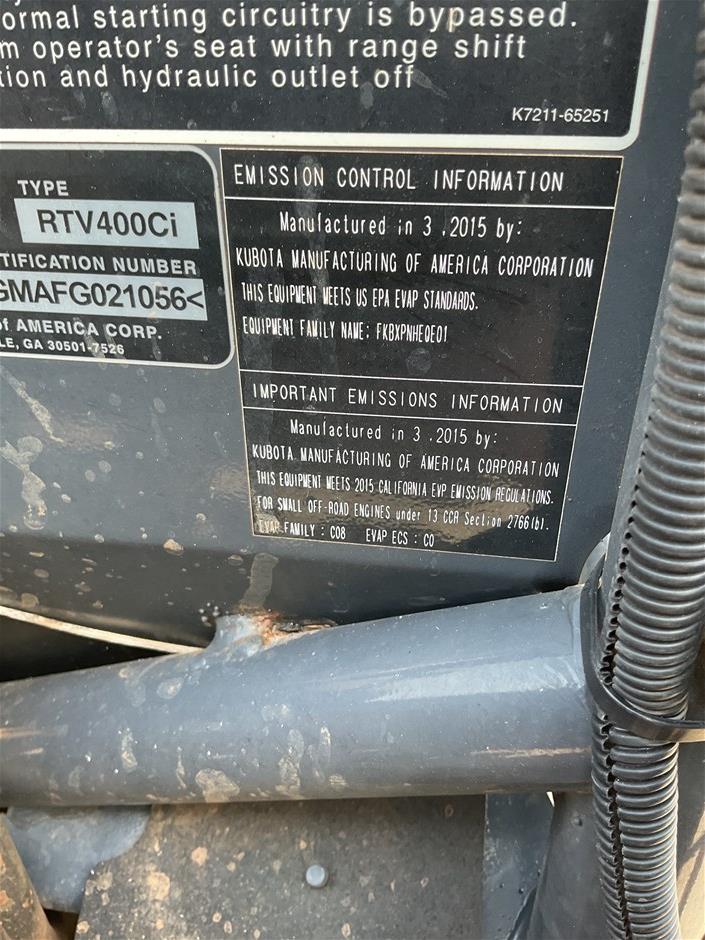 ormal starting circuitry is bypassed.
m operator's seat with range shift
tion and hydraulic outlet off
K7211-65251
TYPE
RTV400Ci
TIFICATION NUMBER
GMAFG021056<
of AMERICA CORP.
LE, GA 30501-7526
EMISSION CONTROL INFORMATION
Manufactured in 3 ,2015 by:
KUBOTA MANUFACTURING OF AMERICA CORPORATION
THIS EQUIPMENT MEETS US EPA EVAP STANDARDS.
EQUIPMENT FAMILY NAME: FKBXPNHEQE01
IMPORTANT EMISSIONS INFORMATION
Manufactured in 3 ,2015 by:
KUBOTA MANUFACTURING OF AMERICA CORPORATION
THIS EQUIPMENT MEETS 2015 CALIFORNIA EVP EMISSION REGULATIONS.
FOR SMALL OFF-ROAD ENGINES under 13 CCR Section 2766(b).
EVAP FAMILY : C08 EVAP ECS : CO